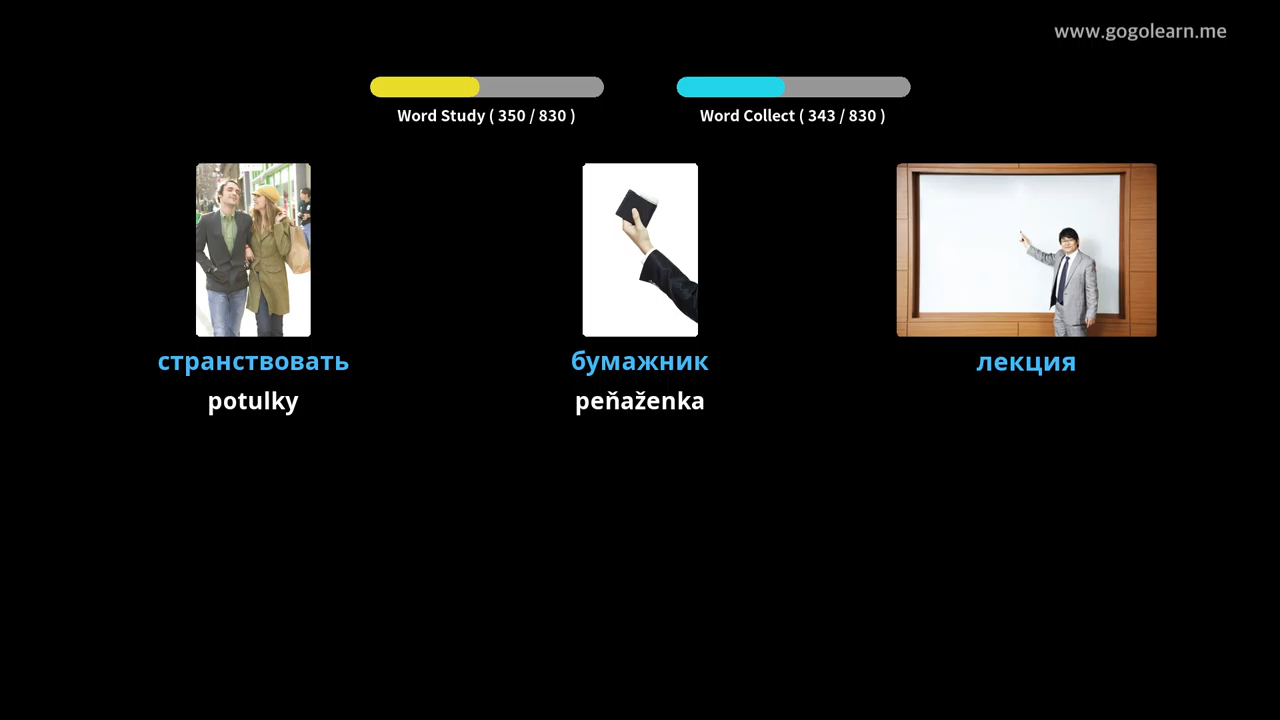 www.gogolearn.me
Word Study ( 350 / 830 )
Word Collect ( 343 / 830 )
странствовать
бумажник
лекция
potulky
peňaženka